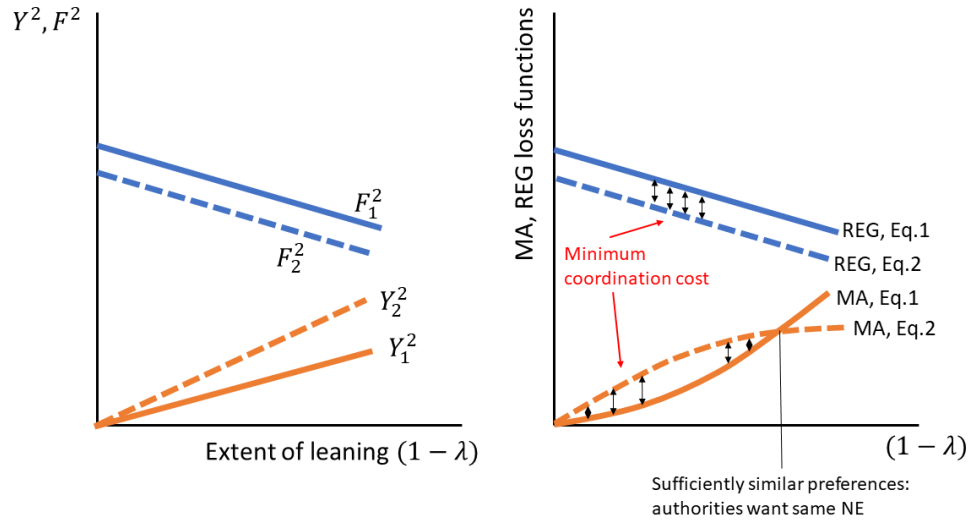 Y², F²
F₁²
F₂²
Y₂²
Y₁²
Extent of leaning (1 − λ)
MA, REG loss functions
REG, Eq.1
REG, Eq.2
Minimum
coordination cost
MA, Eq.1
MA, Eq.2
(1 − λ)
Sufficiently similar preferences:
authorities want same NE